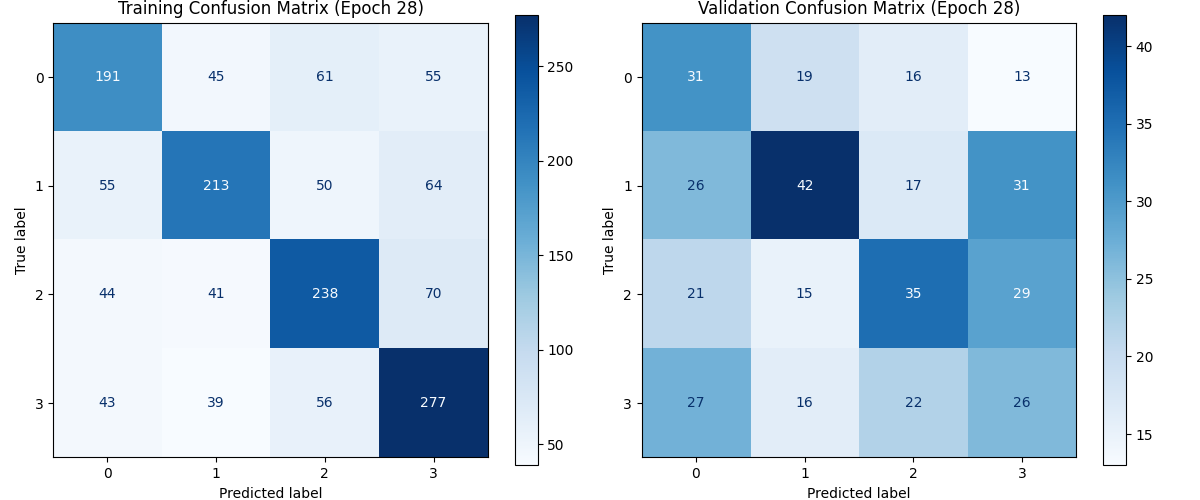 Training Confusion Matrix (Epoch 28)
True label
0 191 45 61 55
1 55 213 50 64
2 44 41 238 70
3 43 39 56 277
0 1 2 3
Predicted label
250
200
150
100
50
Validation Confusion Matrix (Epoch 28)
True label
0 31 19 16 13
1 26 42 17 31
2 21 15 35 29
3 27 16 22 26
0 1 2 3
Predicted label
40
35
30
25
20
15